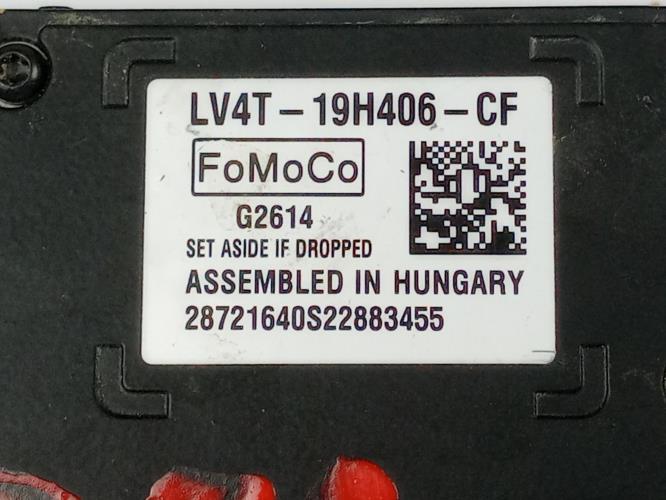 LV4T-19H406-CF
FoMoCo
G2614
SET ASIDE IF DROPPED
ASSEMBLED IN HUNGARY
28721640S22883455